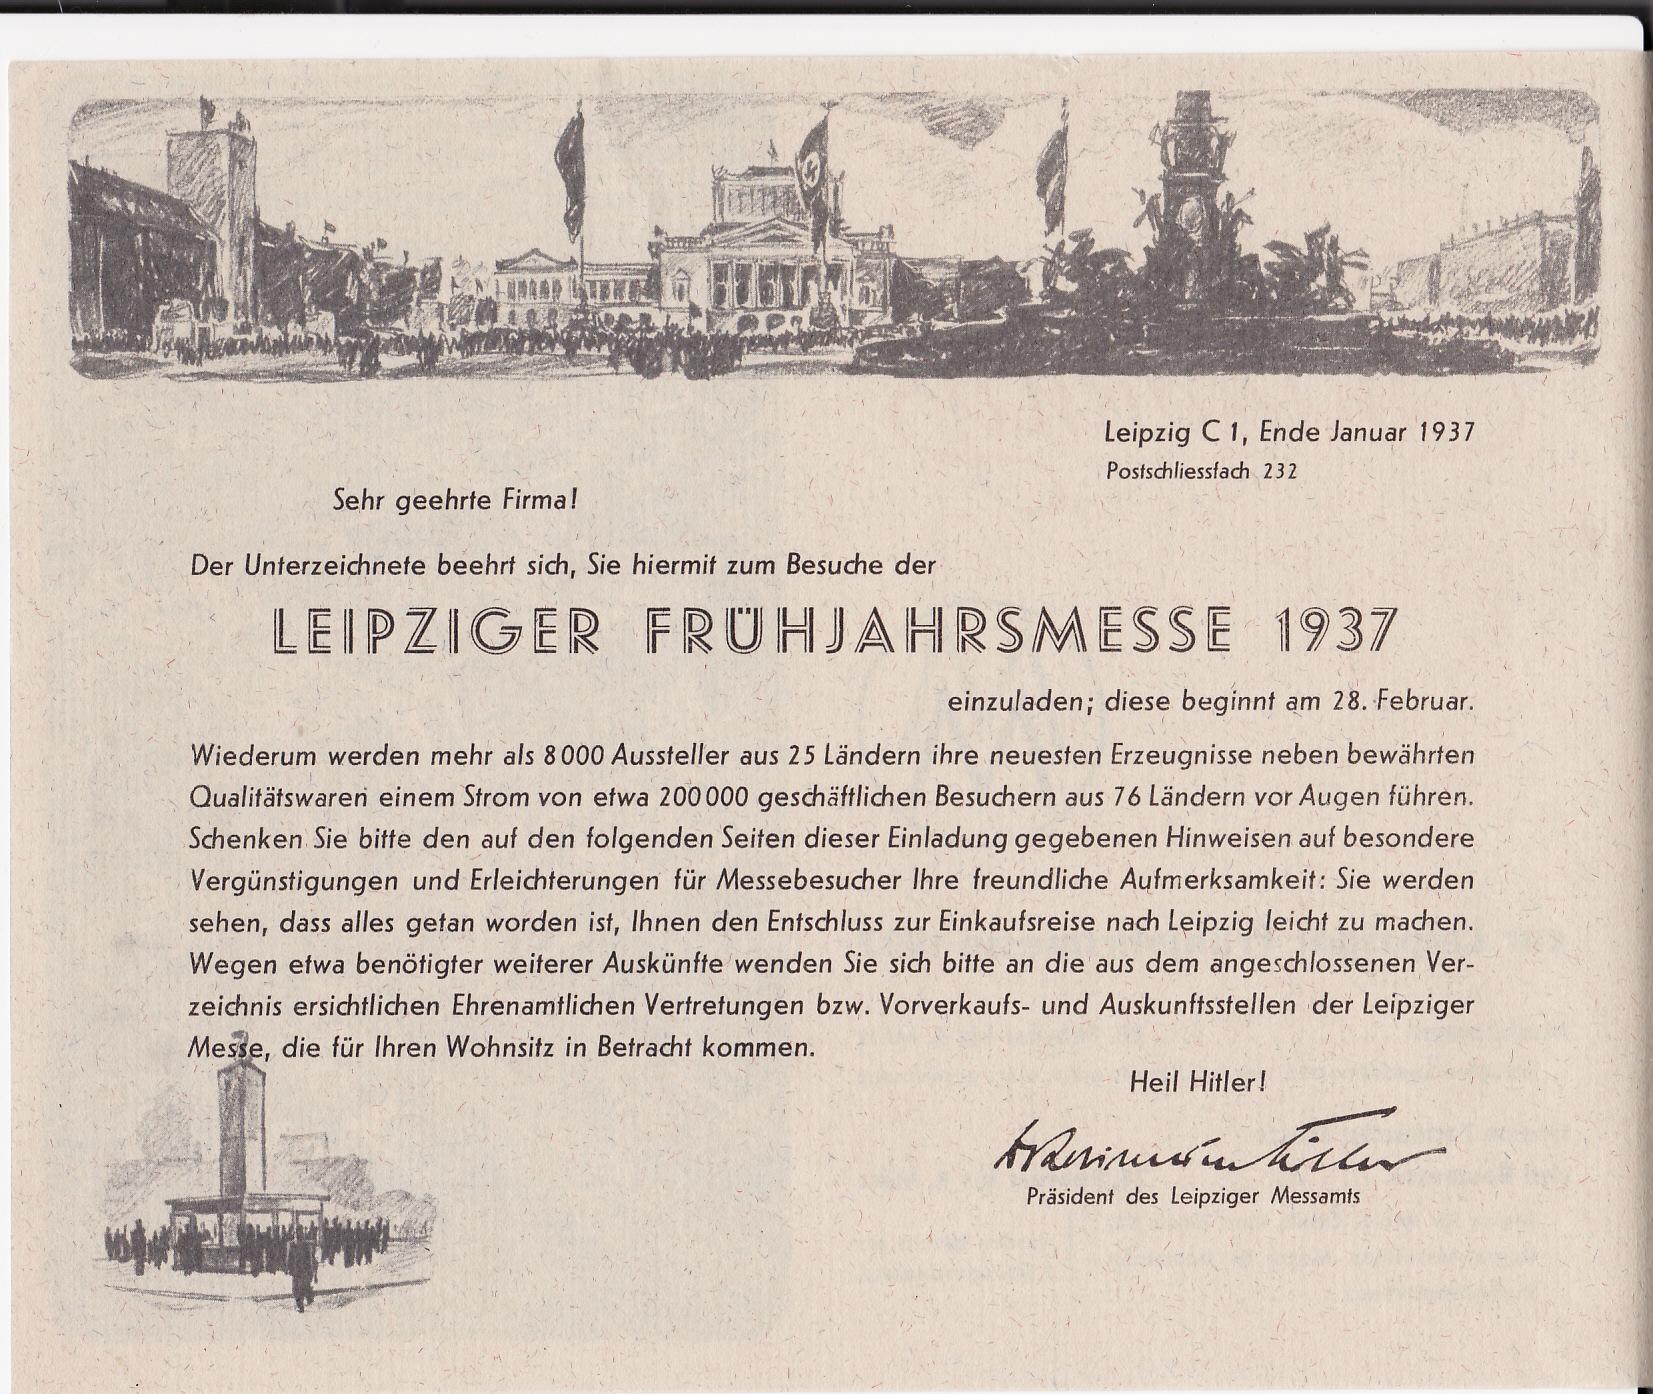 Leipzig C 1, Ende Januar 1937
Postschliessfach 232
Sehr geehrte Firma!
Der Unterzeichnete beehrt sich, Sie hiermit zum Besuche der
LEIPZIGER FRÜHJAHRSMESSE 1937
einzuladen; diese beginnt am 28. Februar.
Wiederum werden mehr als 8000 Aussteller aus 25 Ländern ihre neuesten Erzeugnisse neben bewährten
Qualitätswaren einem Strom von etwa 200000 geschäftlichen Besuchern aus 76 Ländern vor Augen führen.
Schenken Sie bitte den auf den folgenden Seiten dieser Einladung gegebenen Hinweisen auf besondere
Vergünstigungen und Erleichterungen für Messebesucher Ihre freundliche Aufmerksamkeit: Sie werden
sehen, dass alles getan worden ist, Ihnen den Entschluss zur Einkaufsreise nach Leipzig leicht zu machen.
Wegen etwa benötigter weiterer Auskünfte wenden Sie sich bitte an die aus dem angeschlossenen Ver-
zeichnis ersichtlichen Ehrenamtlichen Vertretungen bzw. Vorverkaufs- und Auskunftsstellen der Leipziger
Messe, die für Ihren Wohnsitz in Betracht kommen.
Heil Hitler!
Präsident des Leipziger Messamts